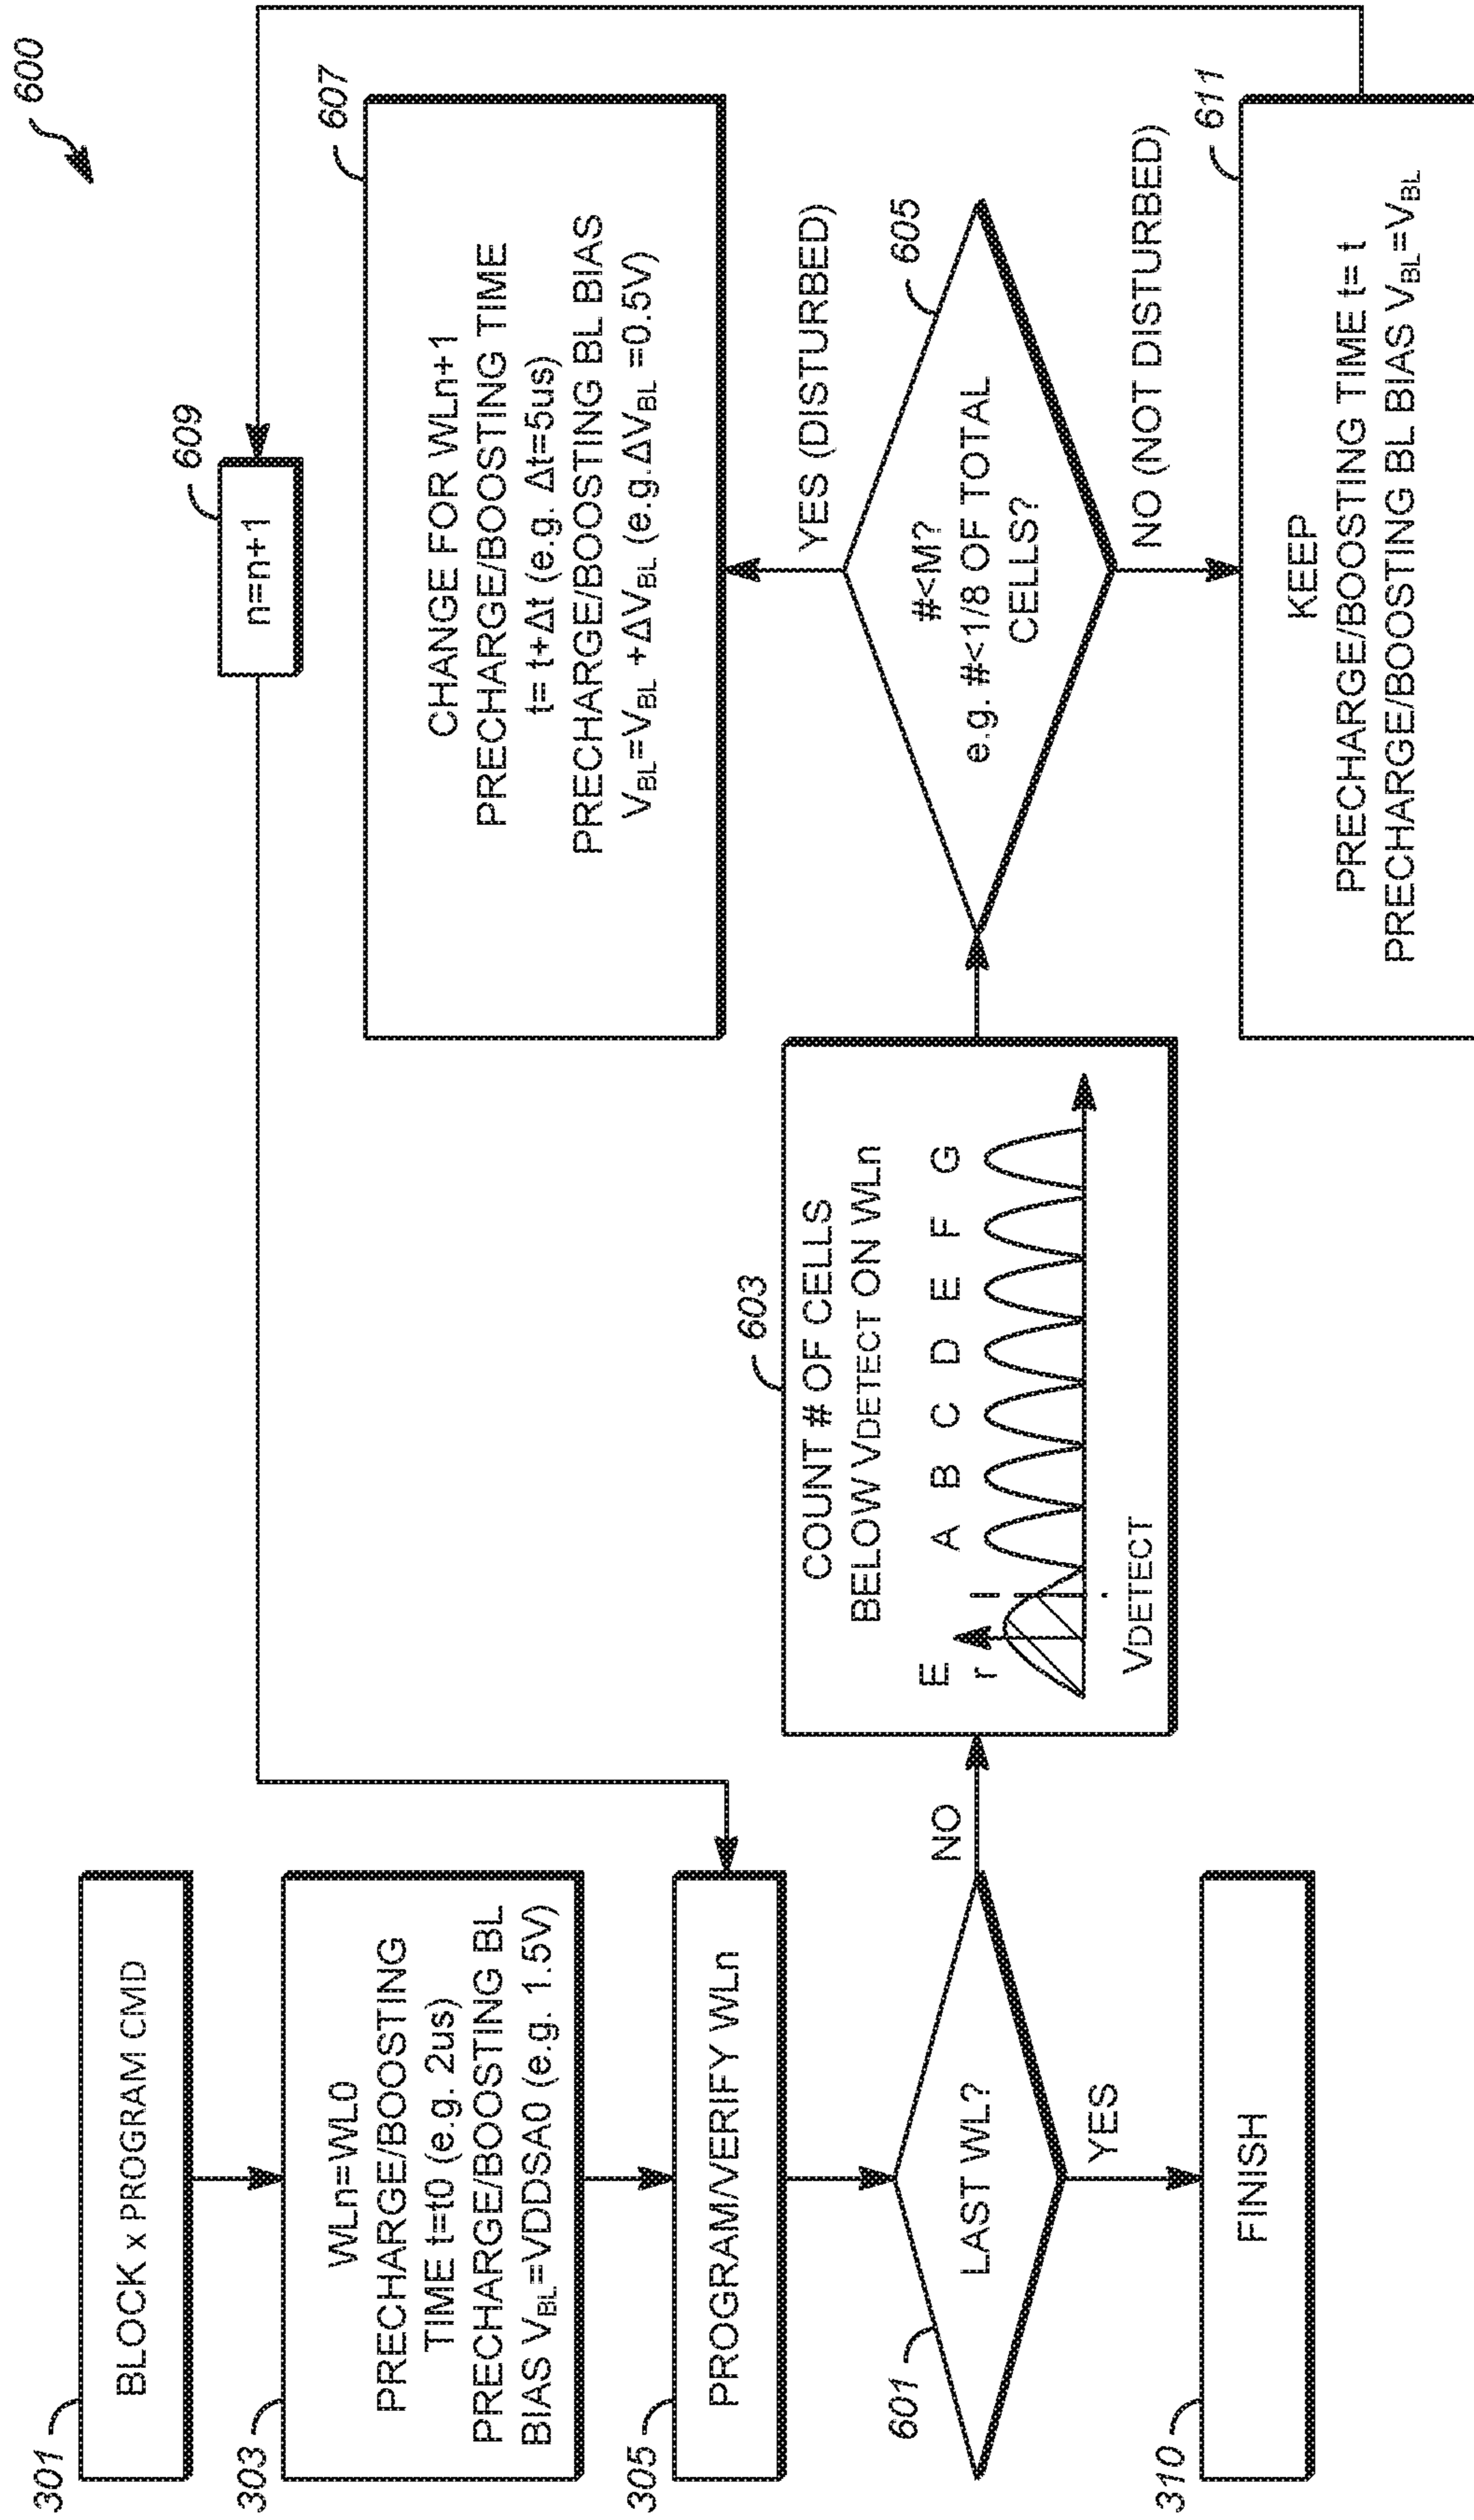 600
301
BLOCK x PROGRAM CMD
303
WLn=WL0
PRECHARGE/BOOSTING
TIME t=t0 (e.g. 2us)
PRECHARGE/BOOSTING BL
BIAS VBL=VDDSA0 (e.g. 1.5V)
305
PROGRAM/VERIFY WLn
601
LAST WL?
NO
YES
310
FINISH
603
COUNT # OF CELLS
BELOW VDETECT ON WLn
E
r
A B C D E F G
VDETECT
605
#<M?
e.g. #<1/8 OF TOTAL
CELLS?
YES (DISTURBED)
NO (NOT DISTURBED)
607
CHANGE FOR WLn+1
PRECHARGE/BOOSTING TIME
t= t+Δt (e.g. Δt=5us)
PRECHARGE/BOOSTING BL BIAS
VBL=VBL +ΔVBL (e.g.ΔVBL =0.5V)
609
n=n+1
611
KEEP
PRECHARGE/BOOSTING TIME t= t
PRECHARGE/BOOSTING BL BIAS VBL=VBL